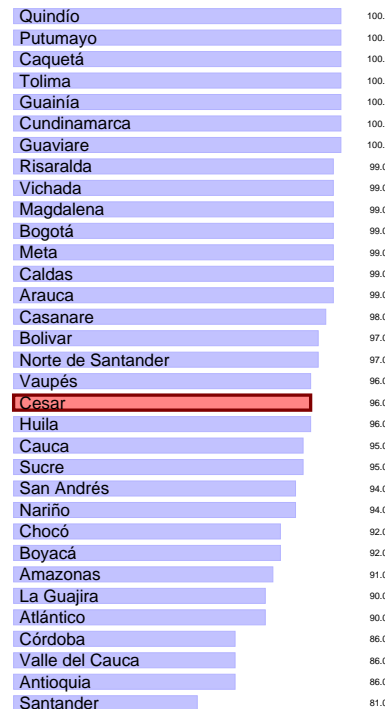 Quindío 100.
Putumayo 100.
Caquetá 100.
Tolima 100.
Guainía 100.
Cundinamarca 100.
Guaviare 100.
Risaralda 99.0
Vichada 99.0
Magdalena 99.0
Bogotá 99.0
Meta 99.0
Caldas 99.0
Arauca 99.0
Casanare 98.0
Bolivar 97.0
Norte de Santander 97.0
Vaupés 96.0
Cesar 96.0
Huila 96.0
Cauca 95.0
Sucre 95.0
San Andrés 94.0
Nariño 94.0
Chocó 92.0
Boyacá 92.0
Amazonas 91.0
La Guajira 90.0
Atlántico 90.0
Córdoba 86.0
Valle del Cauca 86.0
Antioquia 86.0
Santander 81.0